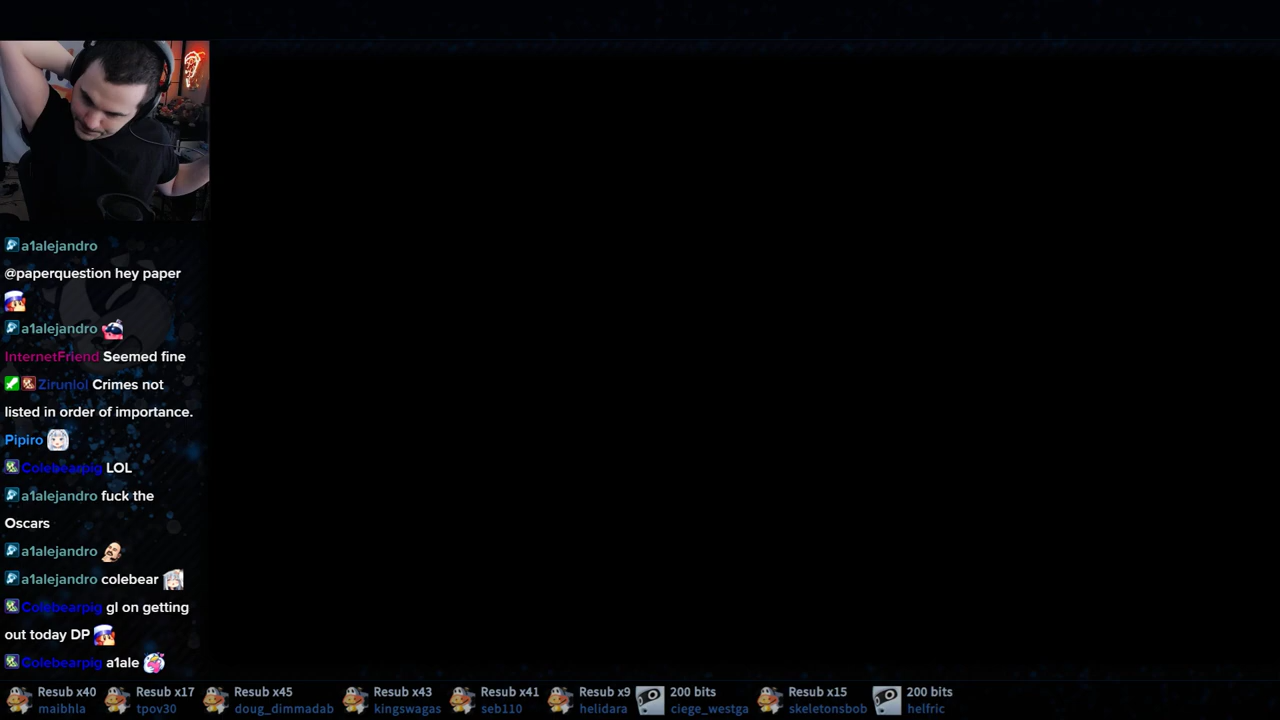 a1alejandro
@paperquestion hey paper
a1alejandro
InternetFriend Seemed fine
Zirunlol Crimes not
listed in order of importance.
Pipiro
Colebearpig LOL
a1alejandro fuck the
Oscars
a1alejandro
a1alejandro colebear
Colebearpig gl on getting
out today DP
Colebearpig a1ale
Resub x40 Resub x17 Resub x45 Resub x43 Resub x41 Resub x9 200 bits Resub x15 200 bits
maibhla tpov30 doug_dimmadab kingswagas seb110 helidara ciege_westga skeletonsbob helfric